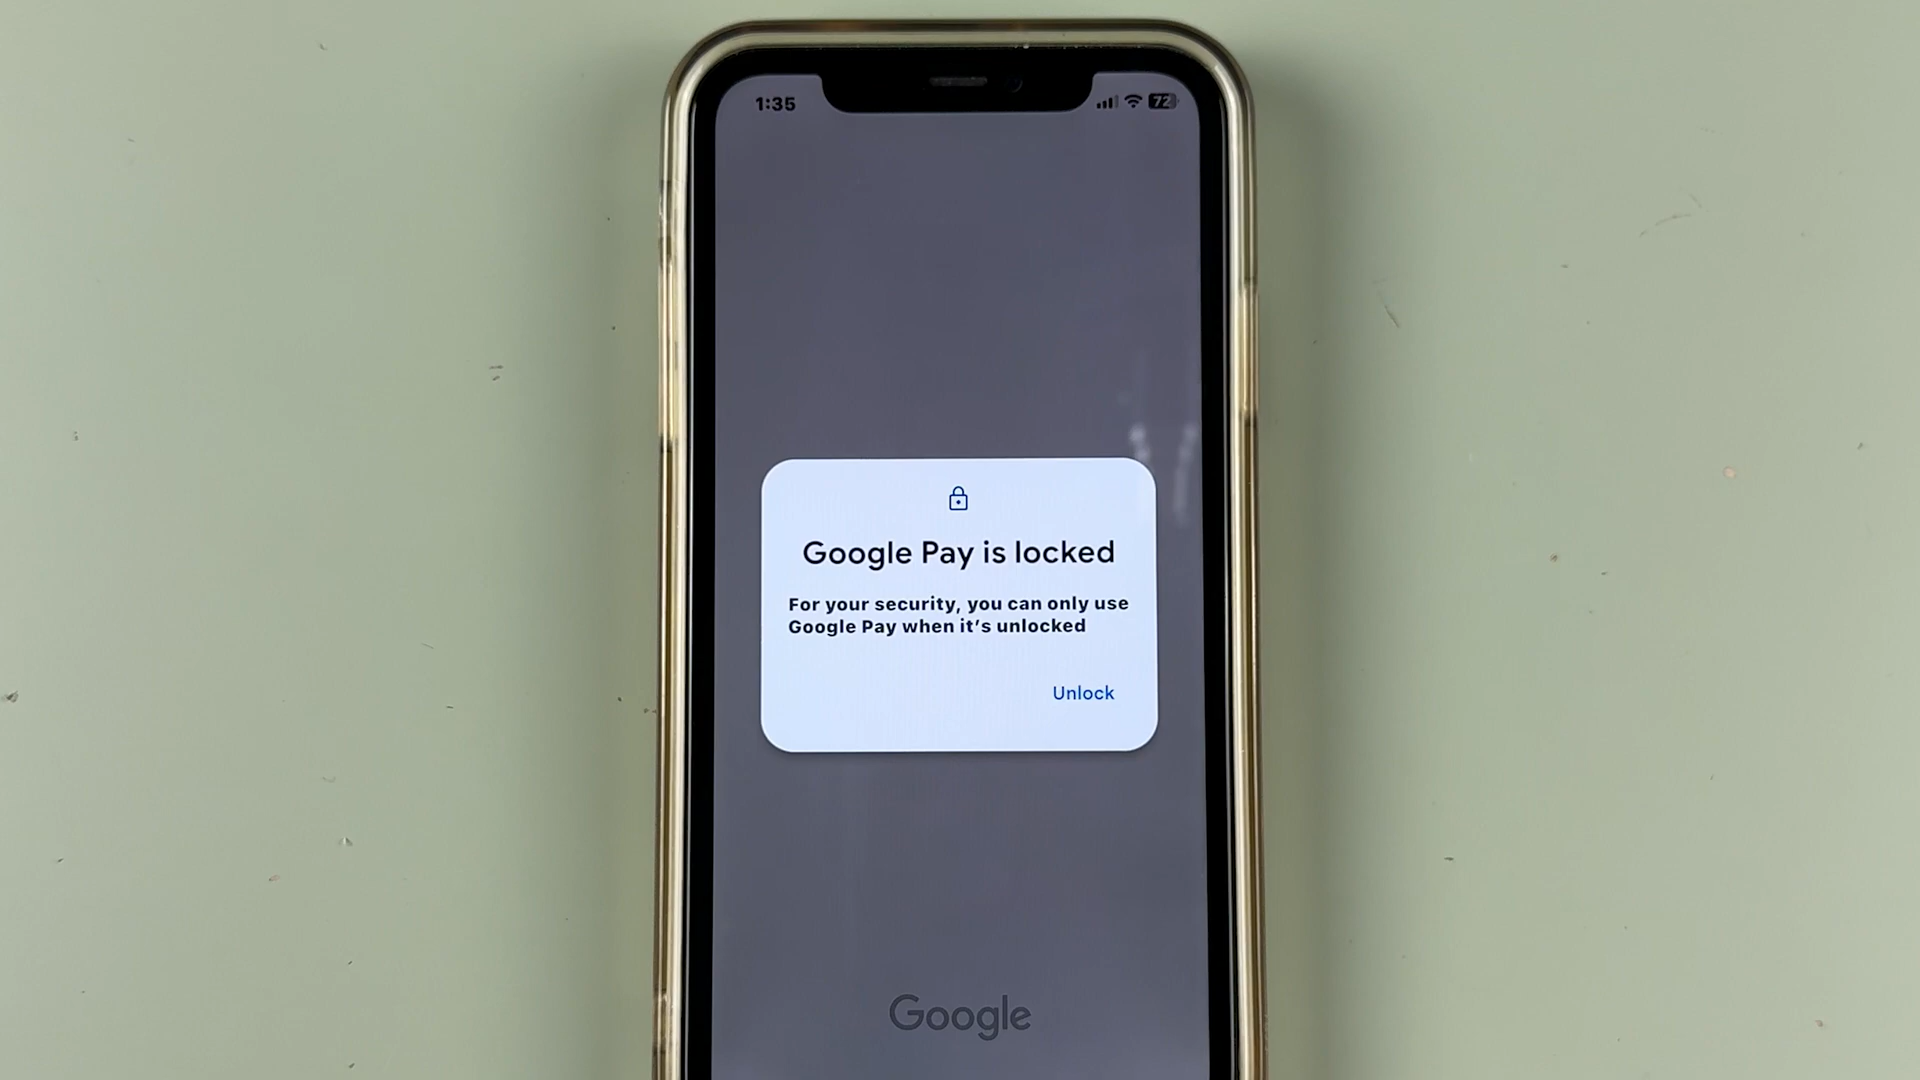 1:35
72
Google Pay is locked
For your security, you can only use
Google Pay when it's unlocked
Unlock
Google